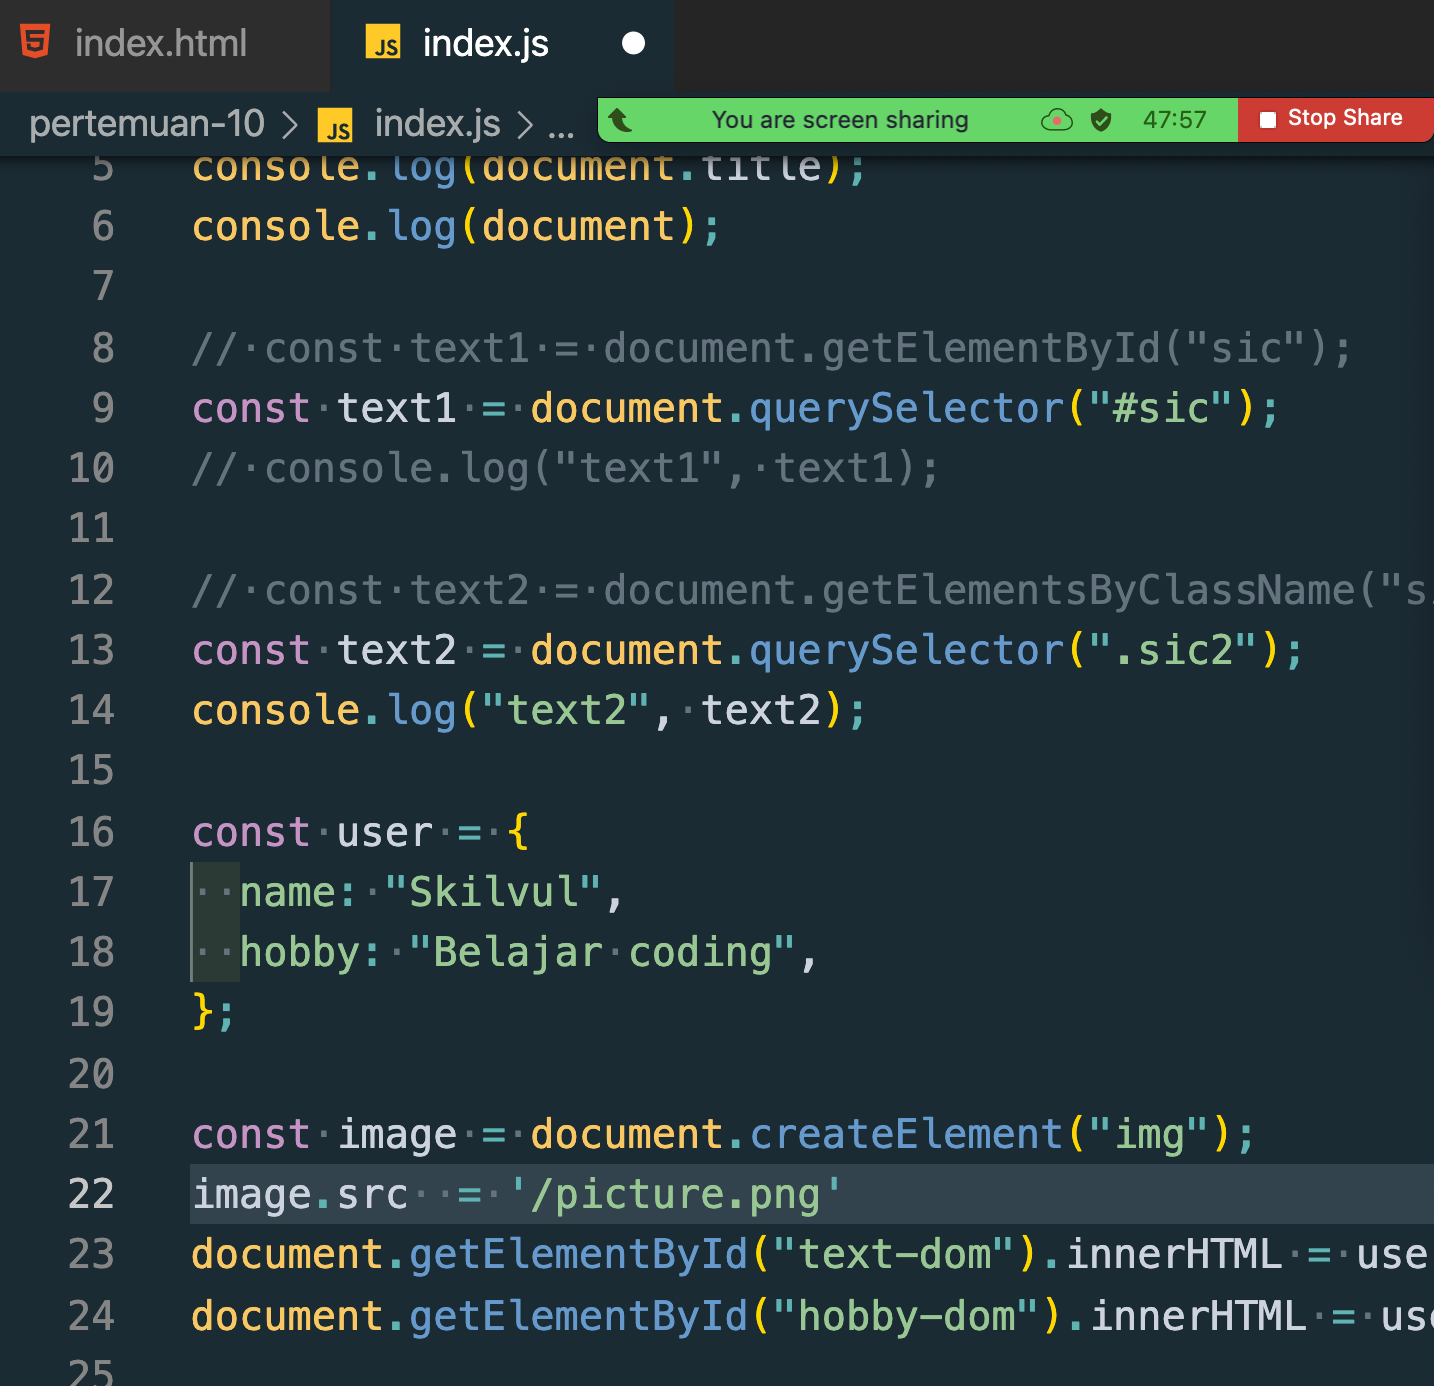 index.html
JS index.js
pertemuan-10 > JS index.js > ...
You are screen sharing 47:57 Stop Share
5 console.log(document.title);
6 console.log(document);
7
8 // const text1 = document.getElementById("sic");
9 const text1 = document.querySelector("#sic");
10 // console.log("text1", text1);
11
12 // const text2 = document.getElementsByClassName("s
13 const text2 = document.querySelector(".sic2");
14 console.log("text2", text2);
15
16 const user = {
17 name: "Skilvul",
18 hobby: "Belajar coding",
19 };
20
21 const image = document.createElement("img");
22 image.src  = '/picture.png'
23 document.getElementById("text-dom").innerHTML = use
24 document.getElementById("hobby-dom").innerHTML = us
25